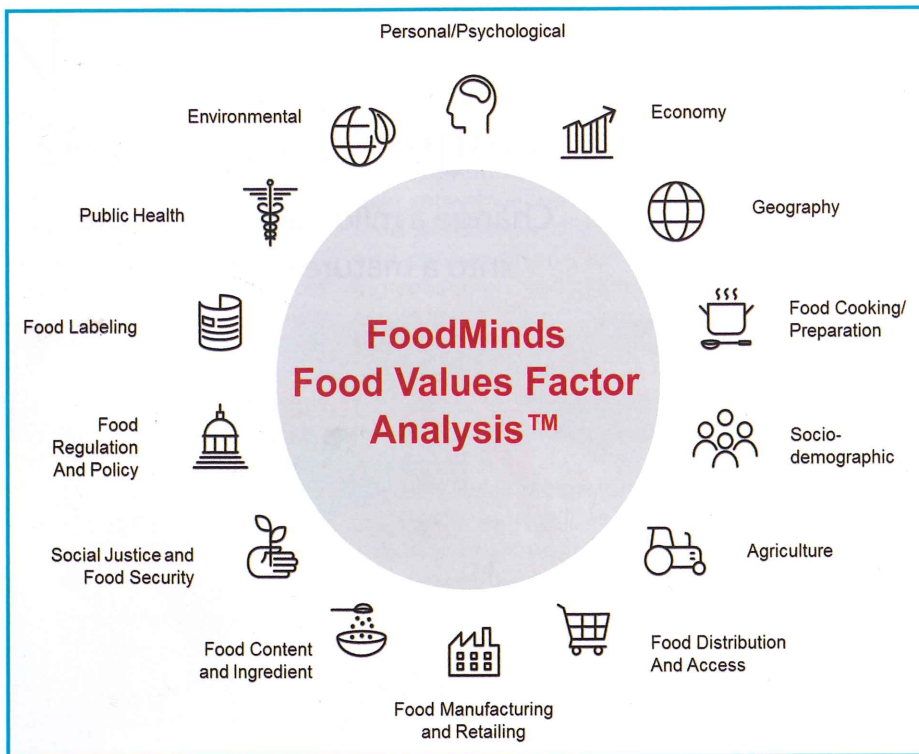 Personal/Psychological
Economy
Geography
Food Cooking/
Preparation
Socio-
demographic
Agriculture
Food Distribution
And Access
Food Manufacturing
and Retailing
Food Content
and Ingredient
Social Justice and
Food Security
Food
Regulation
And Policy
Food Labeling
Public Health
Environmental
FoodMinds
Food Values Factor
Analysis™